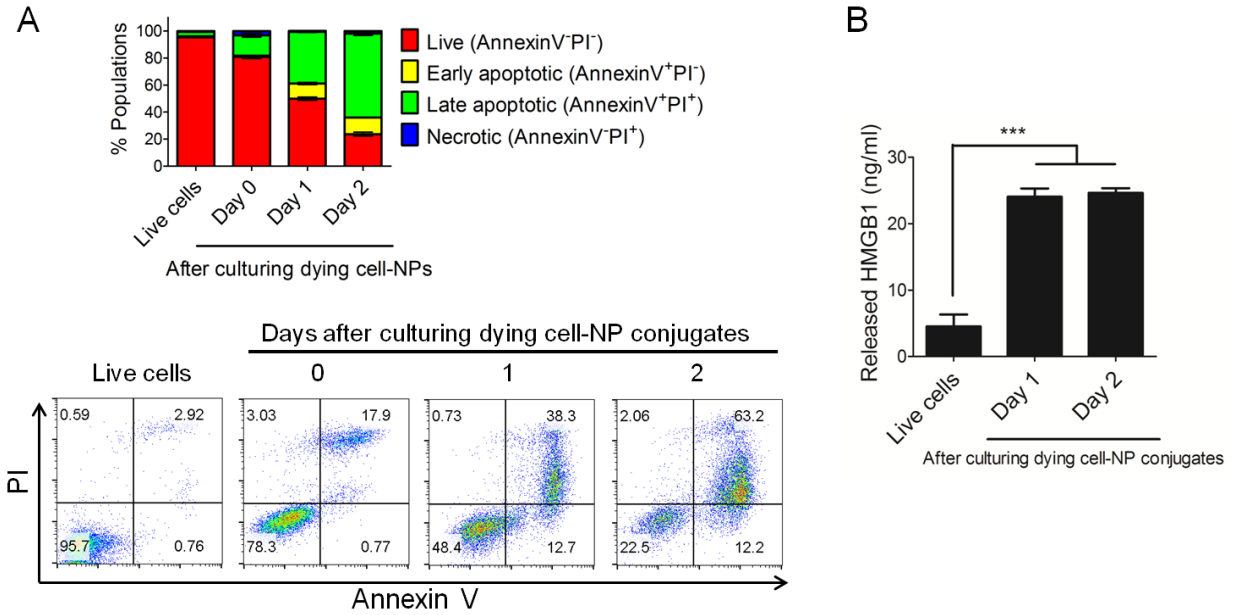 A
% Populations
100
80
60
40
20
0
Live cells
Day 0
Day 1
Day 2
After culturing dying cell-NPs
Live (AnnexinV⁻PI⁻)
Early apoptotic (AnnexinV⁺PI⁻)
Late apoptotic (AnnexinV⁺PI⁺)
Necrotic (AnnexinV⁻PI⁺)
Days after culturing dying cell-NP conjugates
Live cells
0
1
2
0.59 2.92
95.7 0.76
3.03 17.9
78.3 0.77
0.73 38.3
48.4 12.7
2.06 63.2
22.5 12.2
PI
Annexin V
B
Released HMGB1 (ng/ml)
30
20
10
0
***
Live cells
Day 1
Day 2
After culturing dying cell-NP conjugates